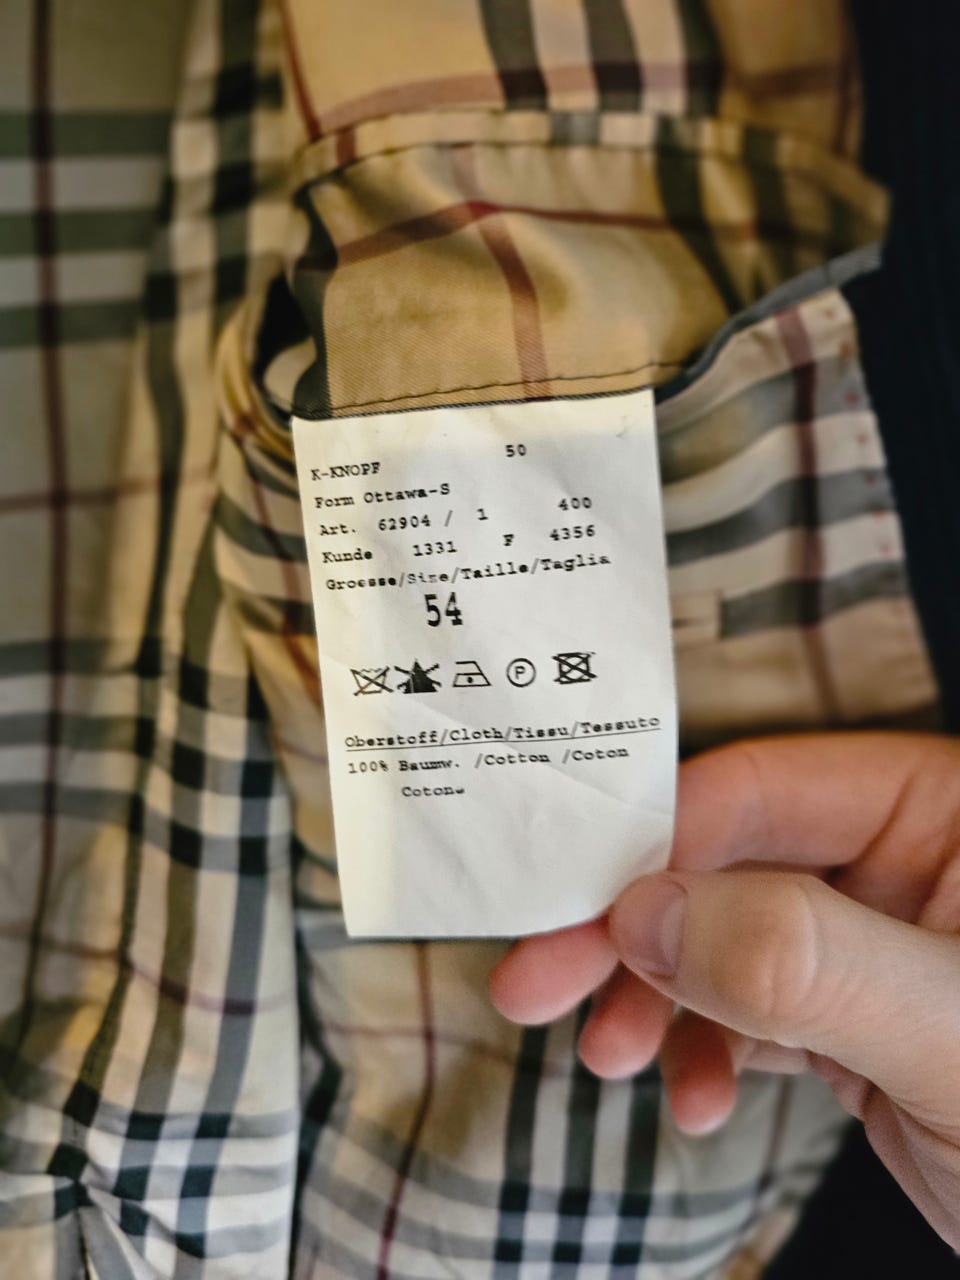 K-KNOPF 50
Form Ottawa-S
Art. 62904 / 1 400
Kunde 1331 F 4356
Groesse/Size/Taille/Taglia
54
P
Oberstoff/Cloth/Tissu/Tessuto
100% Baumw. /Cotton /Coton
Cotone